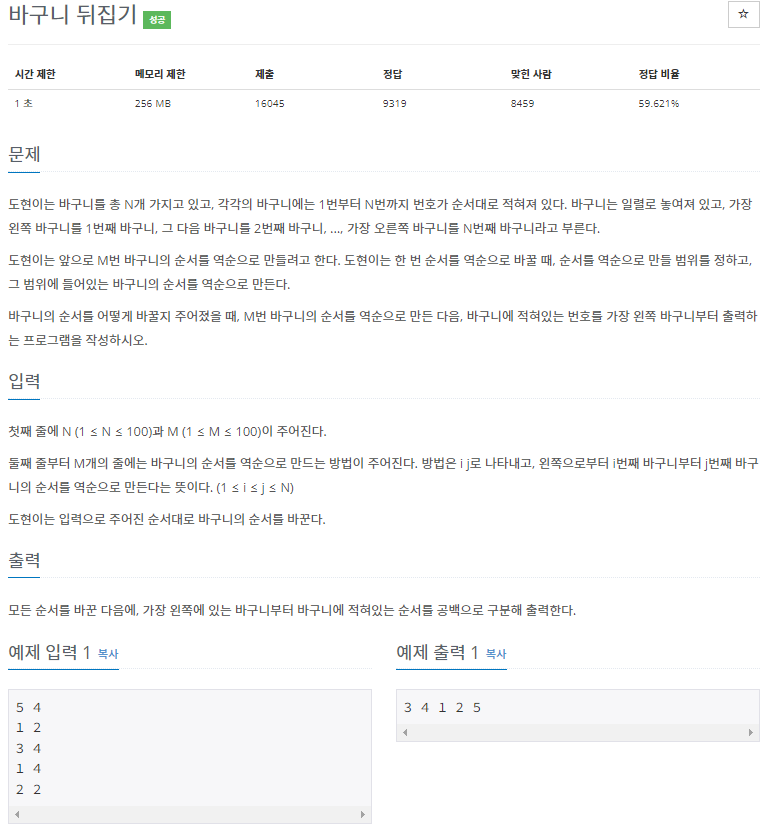 바구니 뒤집기 성공
☆
시간 제한 메모리 제한 제출 정답 맞힌 사람 정답 비율
1 초 256 MB 16045 9319 8459 59.621%
문제
도현이는 바구니를 총 N개 가지고 있고, 각각의 바구니에는 1번부터 N번까지 번호가 순서대로 적혀져 있다. 바구니는 일렬로 놓여져 있고, 가장
왼쪽 바구니를 1번째 바구니, 그 다음 바구니를 2번째 바구니, ..., 가장 오른쪽 바구니를 N번째 바구니라고 부른다.
도현이는 앞으로 M번 바구니의 순서를 역순으로 만들려고 한다. 도현이는 한 번 순서를 역순으로 바꿀 때, 순서를 역순으로 만들 범위를 정하고,
그 범위에 들어있는 바구니의 순서를 역순으로 만든다.
바구니의 순서를 어떻게 바꿀지 주어졌을 때, M번 바구니의 순서를 역순으로 만든 다음, 바구니에 적혀있는 번호를 가장 왼쪽 바구니부터 출력하
는 프로그램을 작성하시오.
입력
첫째 줄에 N (1 ≤ N ≤ 100)과 M (1 ≤ M ≤ 100)이 주어진다.
둘째 줄부터 M개의 줄에는 바구니의 순서를 역순으로 만드는 방법이 주어진다. 방법은 i j로 나타내고, 왼쪽으로부터 i번째 바구니부터 j번째 바구
니의 순서를 역순으로 만든다는 뜻이다. (1 ≤ i ≤ j ≤ N)
도현이는 입력으로 주어진 순서대로 바구니의 순서를 바꾼다.
출력
모든 순서를 바꾼 다음에, 가장 왼쪽에 있는 바구니부터 바구니에 적혀있는 순서를 공백으로 구분해 출력한다.
예제 입력 1 복사
5 4
1 2
3 4
1 4
2 2
예제 출력 1 복사
3 4 1 2 5